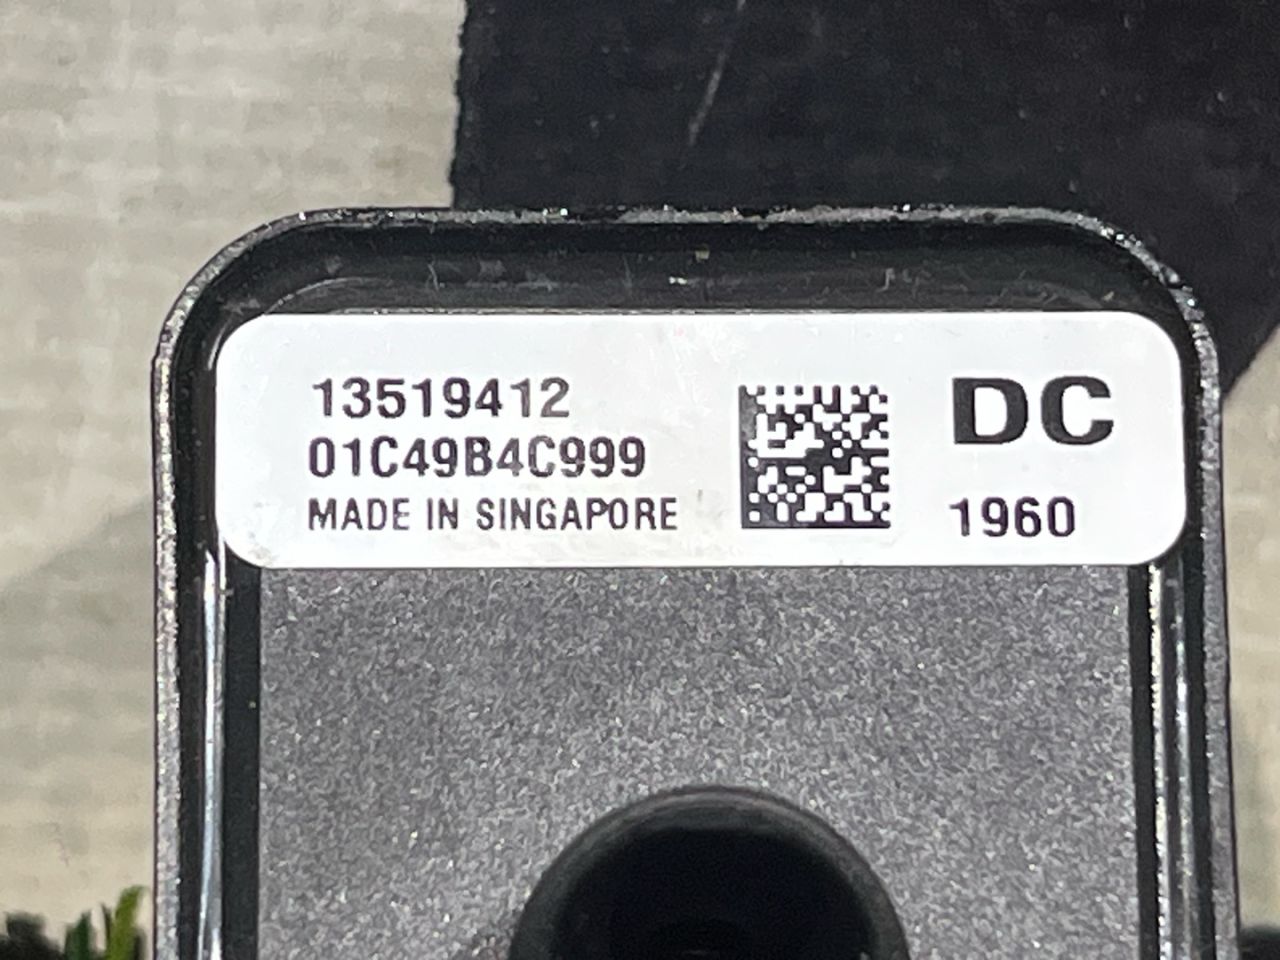 13519412
01C49B4C999
MADE IN SINGAPORE
DC
1960